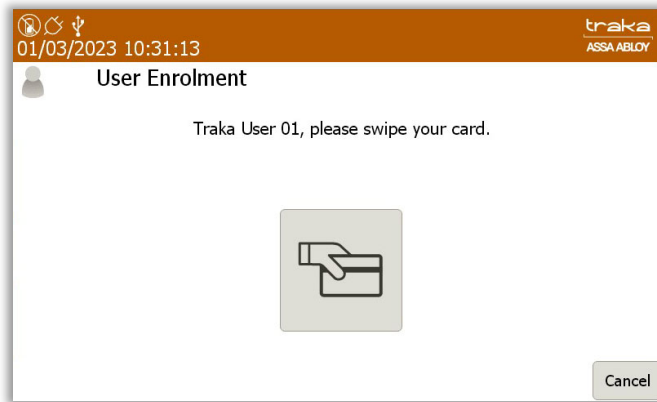 traka
01/03/2023 10:31:13
ASSA ABLOY
User Enrolment
Traka User 01, please swipe your card.
Cancel